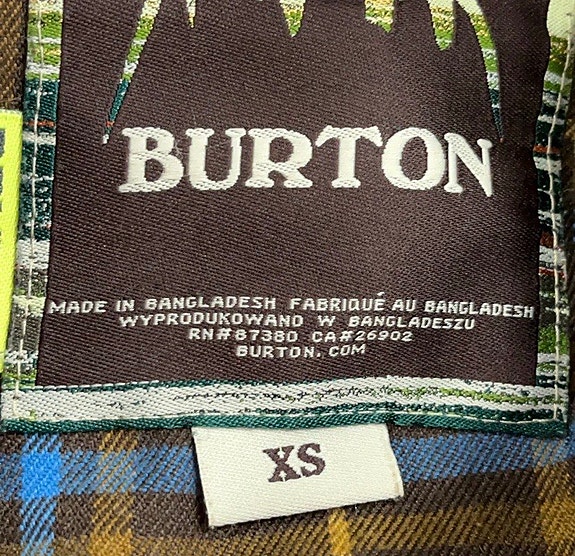 BURTON
MADE IN BANGLADESH FABRIQUÉ AU BANGLADESH
WYPRODUKOWANO W BANGLADESZU
RN#87380 CA#26902
BURTON.COM
XS